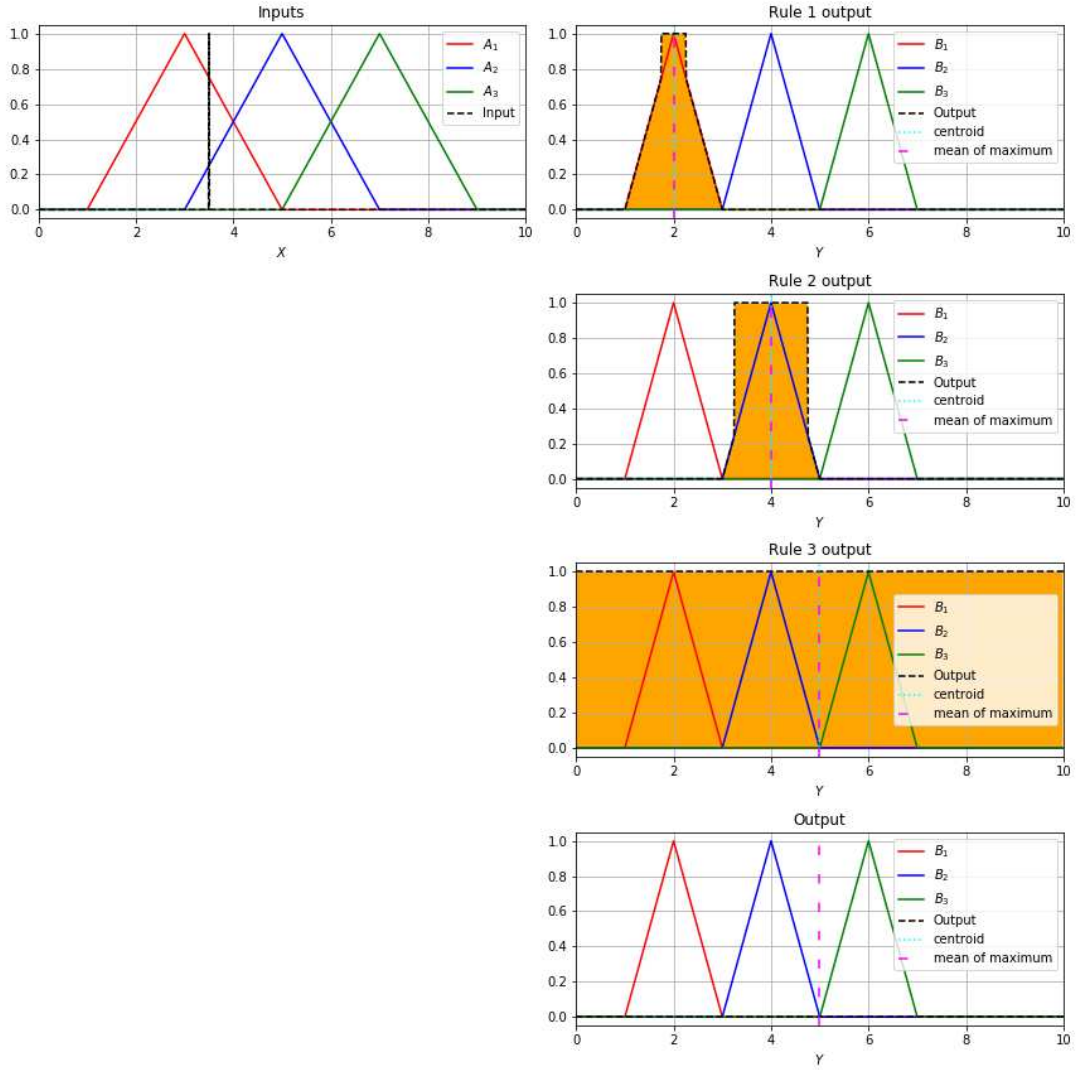 Inputs
1.0
0.8
0.6
0.4
0.2
0.0
0 2 4 6 8 10
X
A₁
A₂
A₃
Input
Rule 1 output
1.0
0.8
0.6
0.4
0.2
0.0
0 2 4 6 8 10
Y
B₁
B₂
B₃
Output
centroid
mean of maximum
Rule 2 output
1.0
0.8
0.6
0.4
0.2
0.0
0 2 4 6 8 10
Y
B₁
B₂
B₃
Output
centroid
mean of maximum
Rule 3 output
1.0
0.8
0.6
0.4
0.2
0.0
0 2 4 6 8 10
Y
B₁
B₂
B₃
Output
centroid
mean of maximum
Output
1.0
0.8
0.6
0.4
0.2
0.0
0 2 4 6 8 10
Y
B₁
B₂
B₃
Output
centroid
mean of maximum